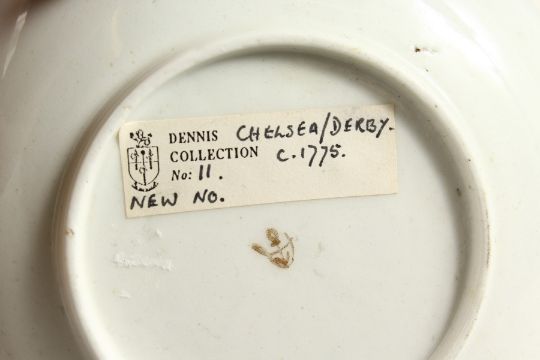 DENNIS CHELSEA/DERBY.
COLLECTION C.1775.
No: 11.
NEW NO.